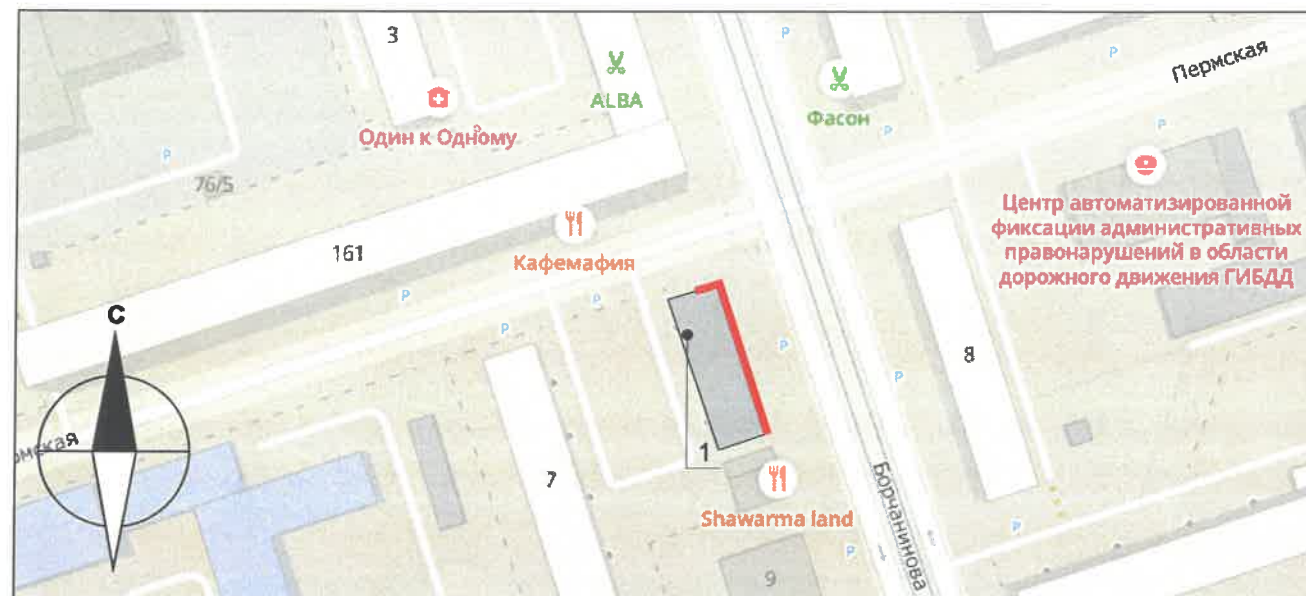 3
ALBA
Один к Одному
P
P
Фасон
P
P
Пермская
P
P
76/5
161
Кафемафия
P
P
P
Центр автоматизированной
фиксации административных
правонарушений в области
дорожного движения ГИБДД
С
P
8
P
7
1
Shawarma land
Борчанинова
P
P
9